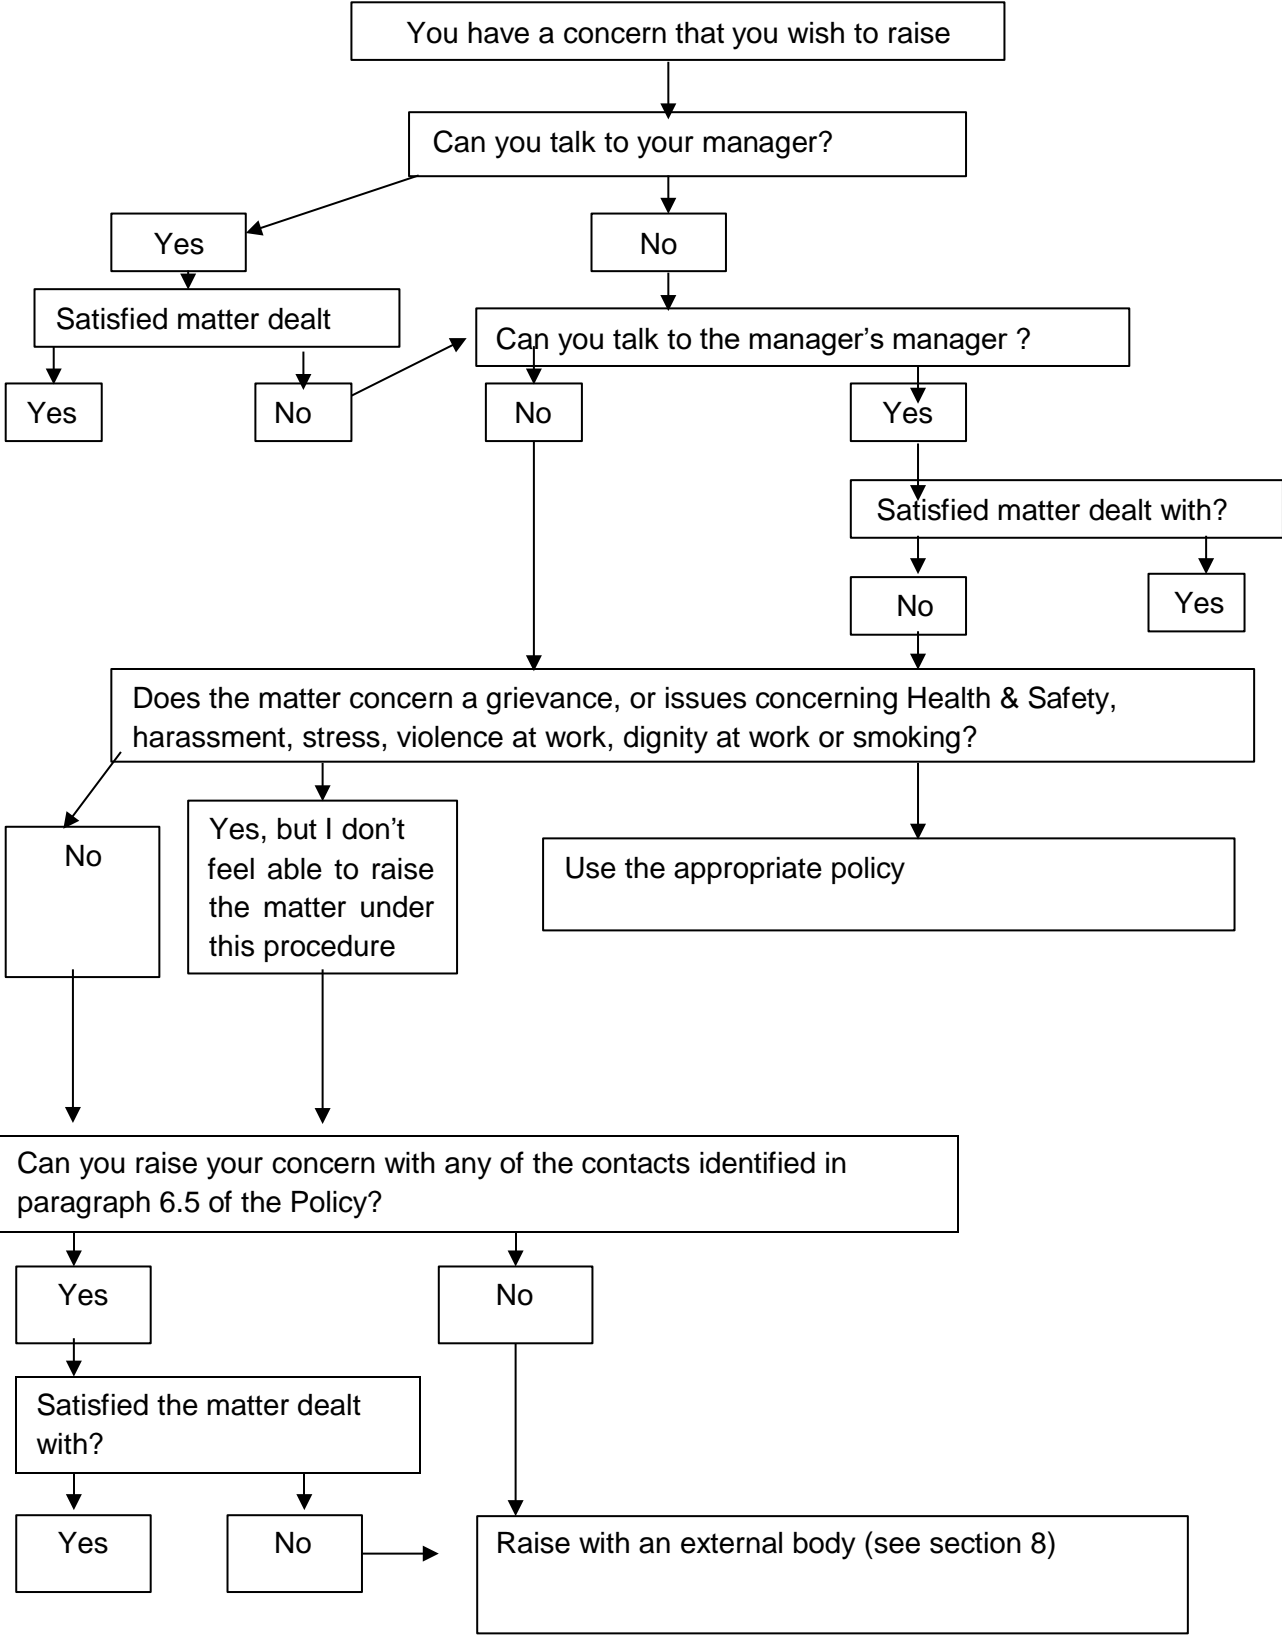 You have a concern that you wish to raise
Can you talk to your manager?
Yes
No
Satisfied matter dealt
Can you talk to the manager’s manager ?
Yes
No
No
Yes
Satisfied matter dealt with?
No
Yes
Does the matter concern a grievance, or issues concerning Health & Safety,
harassment, stress, violence at work, dignity at work or smoking?
No
Yes, but I don’t
feel able to raise
the matter under
this procedure
Use the appropriate policy
Can you raise your concern with any of the contacts identified in
paragraph 6.5 of the Policy?
Yes
No
Satisfied the matter dealt
with?
Yes
No
Raise with an external body (see section 8)